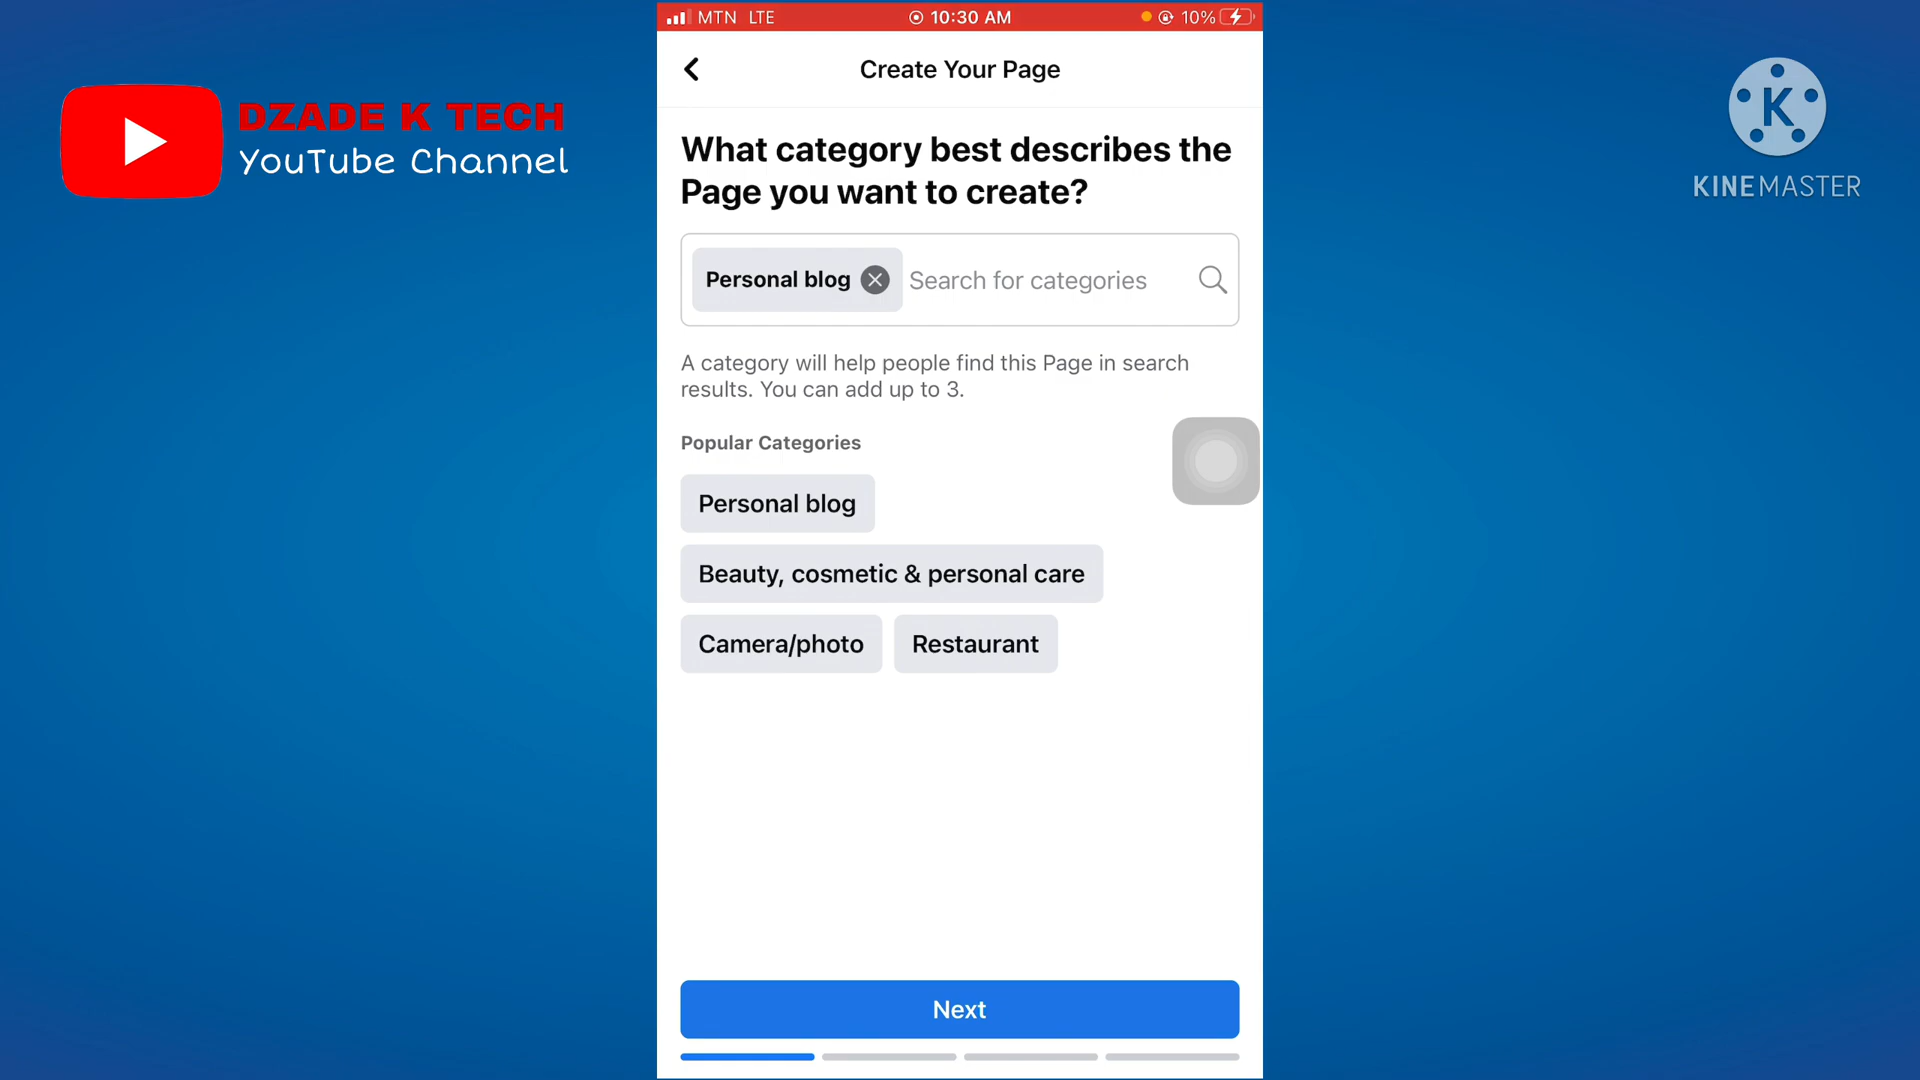 MTN LTE 10:30 AM 10%
Create Your Page
DZADE K TECH
YouTube Channel
K
KINEMASTER
What category best describes the
Page you want to create?
Personal blog Search for categories
A category will help people find this Page in search
results. You can add up to 3.
Popular Categories
Personal blog
Beauty, cosmetic & personal care
Camera/photo Restaurant
Next